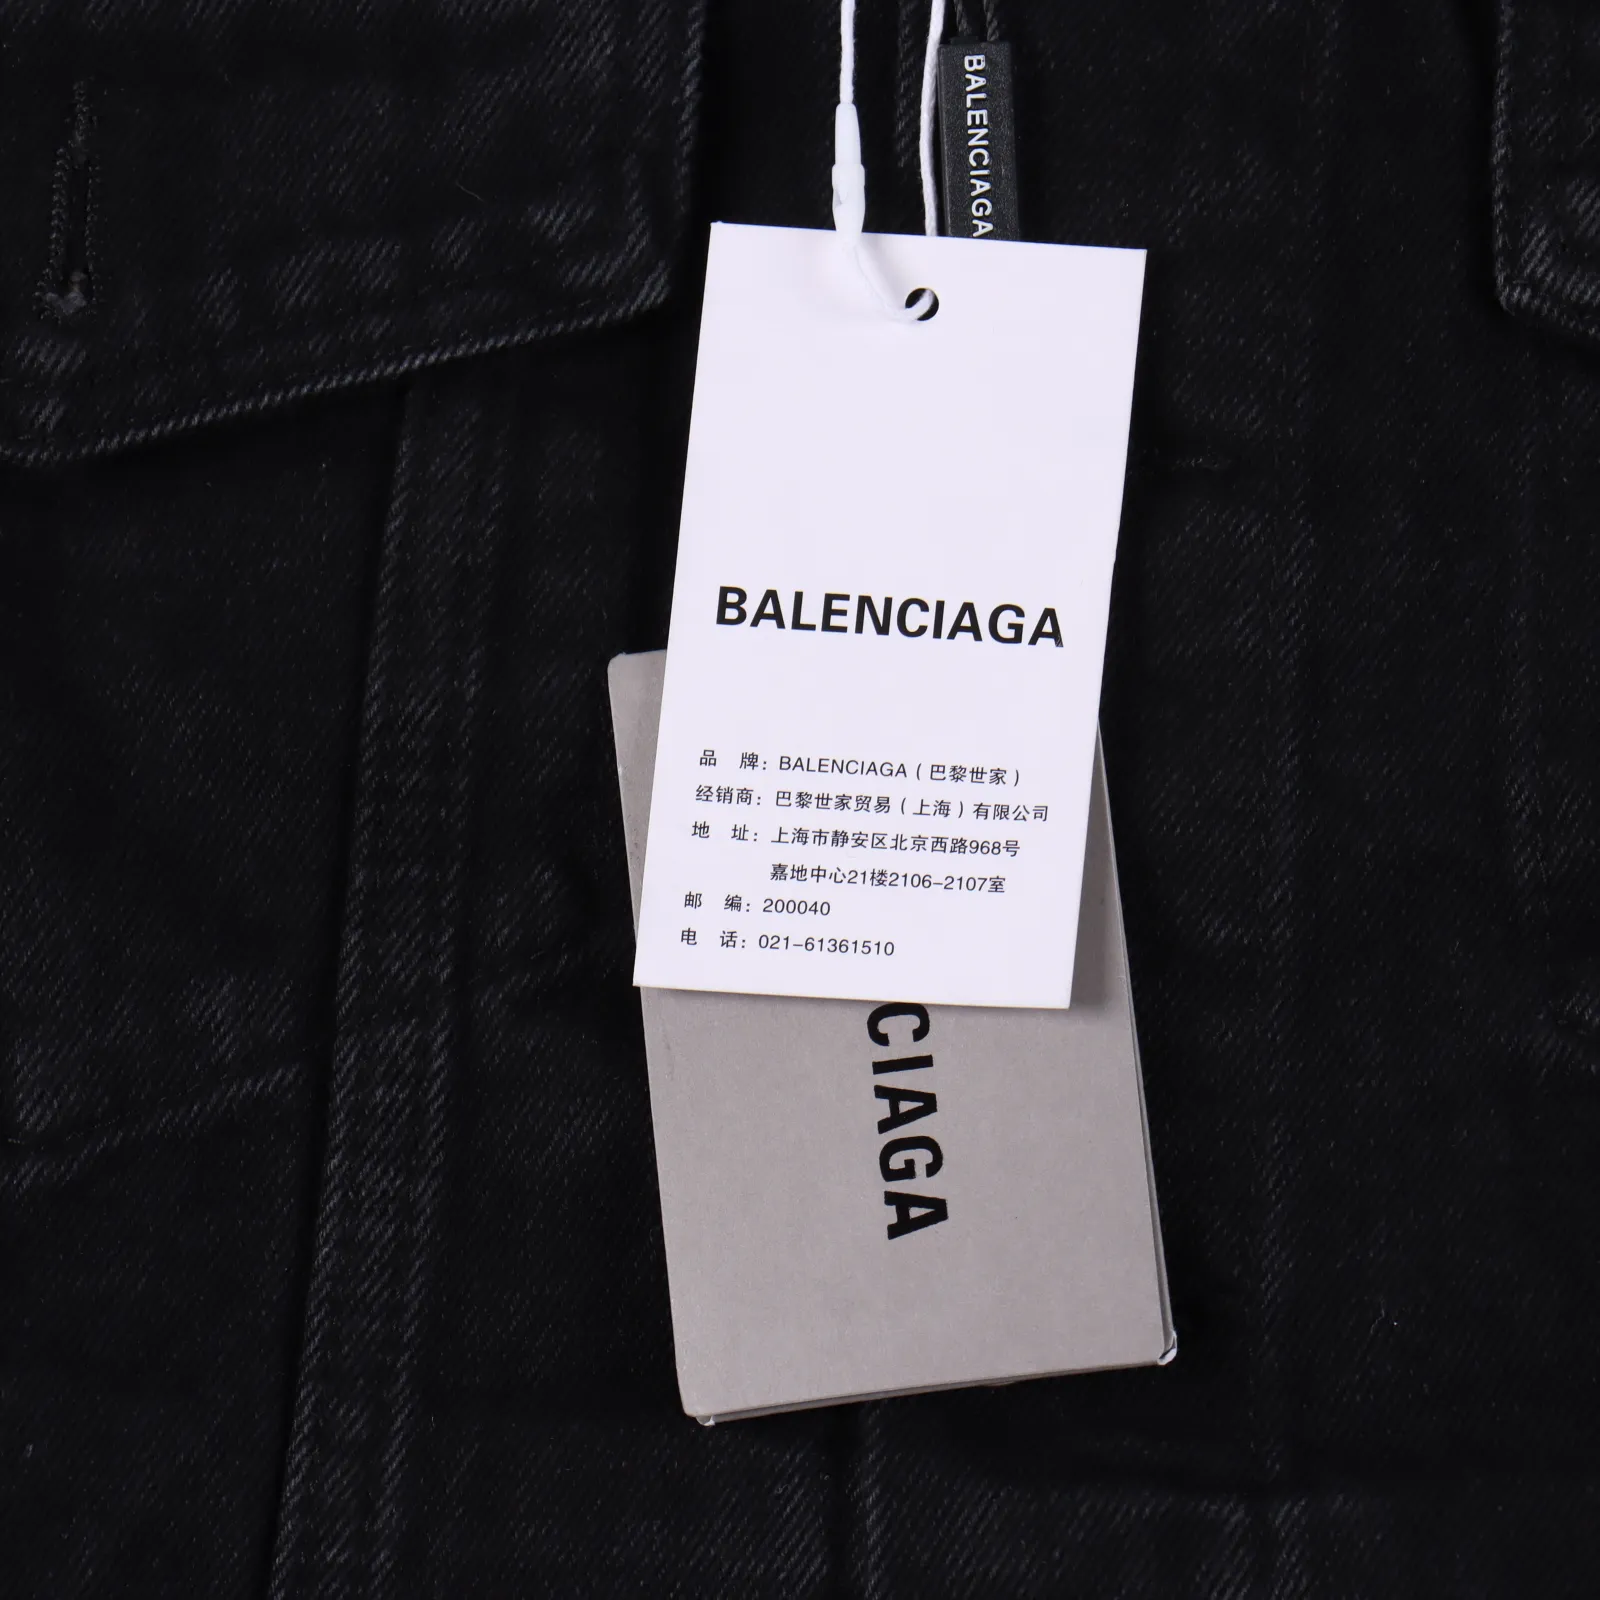 BALENCIAGA
BALENCIAGA
品 牌：BALENCIAGA（巴黎世家）
经销商：巴黎世家贸易（上海）有限公司
地 址：上海市静安区北京西路968号
嘉地中心21楼2106-2107室
邮 编：200040
电 话：021-61361510
CIAGA